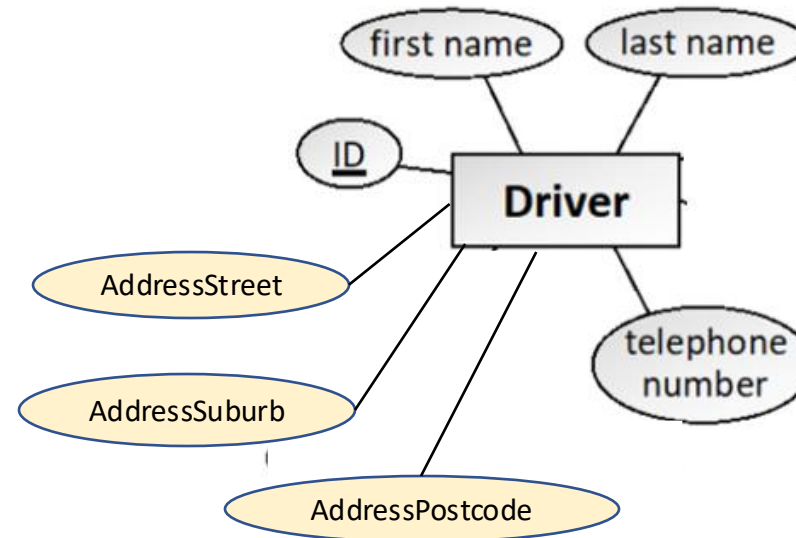 first name
last name
ID
Driver
AddressStreet
telephone
number
AddressSuburb
AddressPostcode